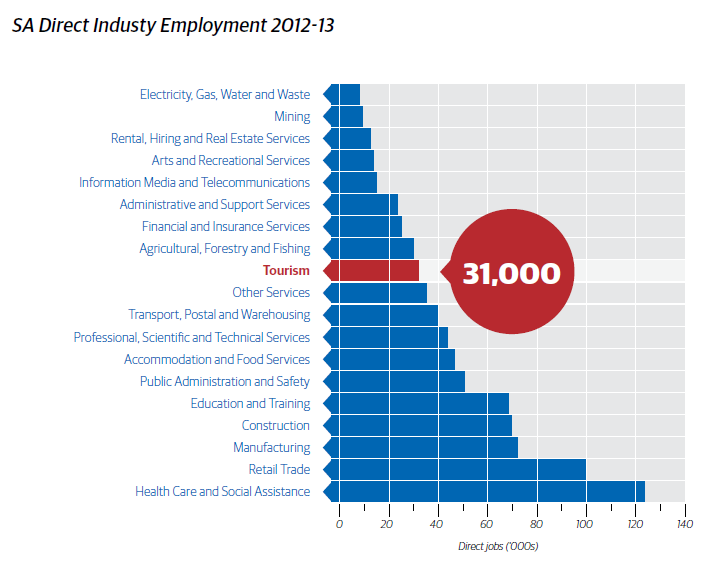 SA Direct Industy Employment 2012-13
Electricity, Gas, Water and Waste
Mining
Rental, Hiring and Real Estate Services
Arts and Recreational Services
Information Media and Telecommunications
Administrative and Support Services
Financial and Insurance Services
Agricultural, Forestry and Fishing
Tourism
31,000
Other Services
Transport, Postal and Warehousing
Professional, Scientific and Technical Services
Accommodation and Food Services
Public Administration and Safety
Education and Training
Construction
Manufacturing
Retail Trade
Health Care and Social Assistance
0 20 40 60 80 100 120 140
Direct jobs ('000s)